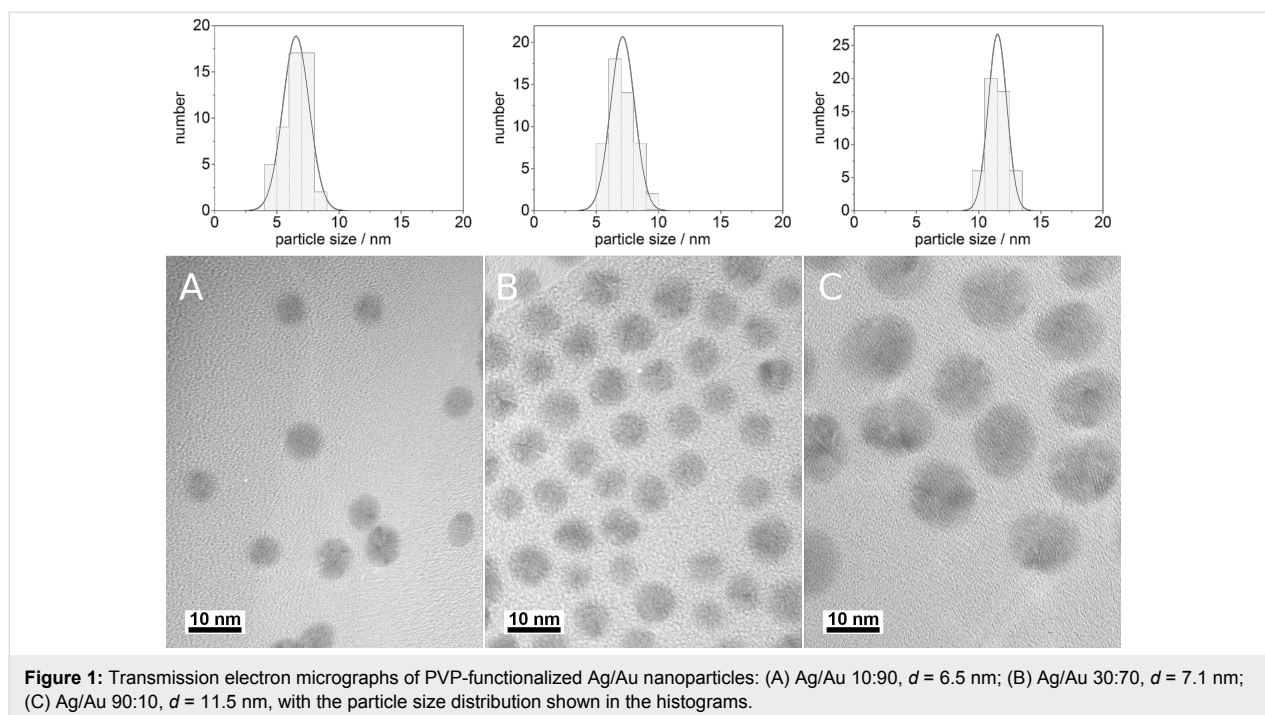 20
15
10
5
0
number
0 5 10 15 20
particle size / nm
20
15
10
5
0
number
0 5 10 15 20
particle size / nm
25
20
15
10
5
0
number
0 5 10 15 20
particle size / nm
A
B
C
10 nm
10 nm
10 nm
Figure 1: Transmission electron micrographs of PVP-functionalized Ag/Au nanoparticles: (A) Ag/Au 10:90, d = 6.5 nm; (B) Ag/Au 30:70, d = 7.1 nm;
(C) Ag/Au 90:10, d = 11.5 nm, with the particle size distribution shown in the histograms.